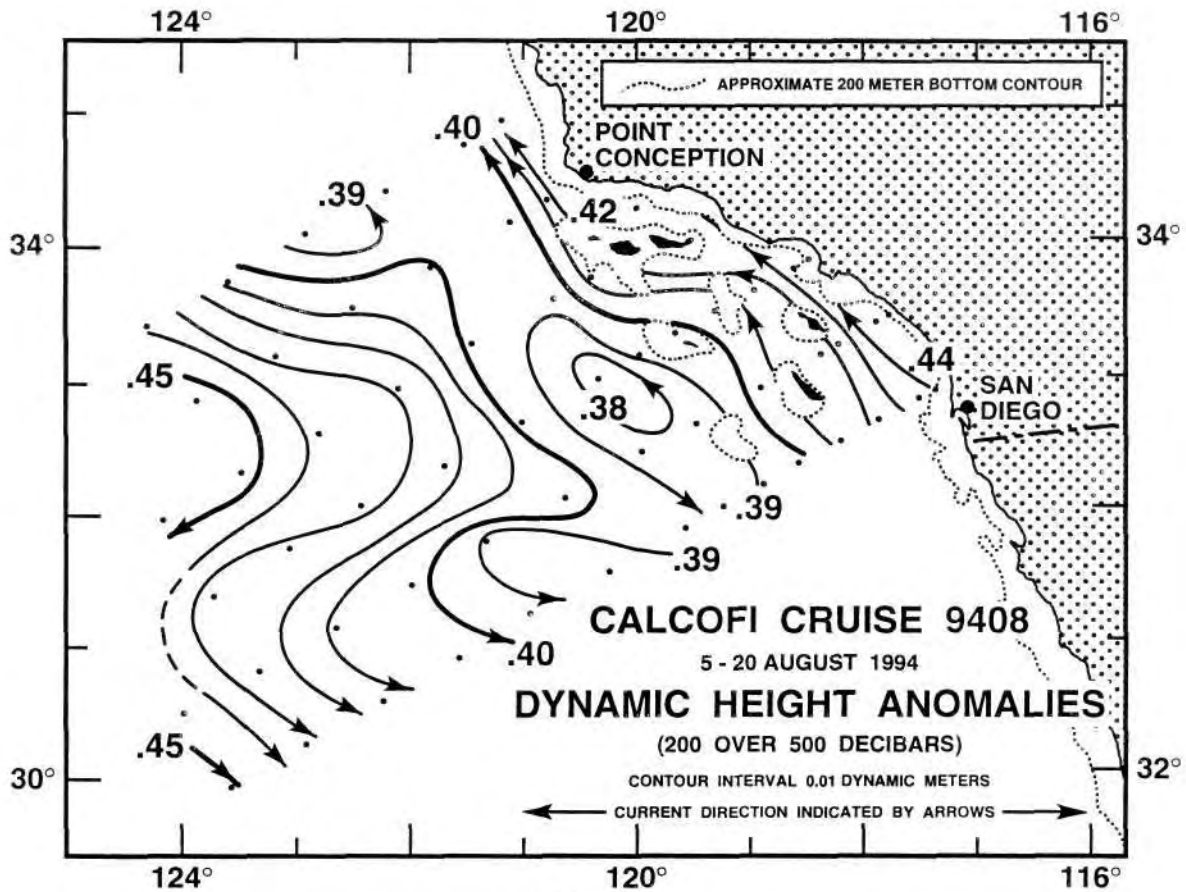 124° 120° 116°
APPROXIMATE 200 METER BOTTOM CONTOUR
.40
POINT
CONCEPTION
.39
.42
34° 34°
.45
.44
.38
SAN
DIEGO
.39
.39
CALCOFI CRUISE 9408
.40
5 - 20 AUGUST 1994
DYNAMIC HEIGHT ANOMALIES
(200 OVER 500 DECIBARS)
.45
30° 32°
CONTOUR INTERVAL 0.01 DYNAMIC METERS
CURRENT DIRECTION INDICATED BY ARROWS
124° 120° 116°